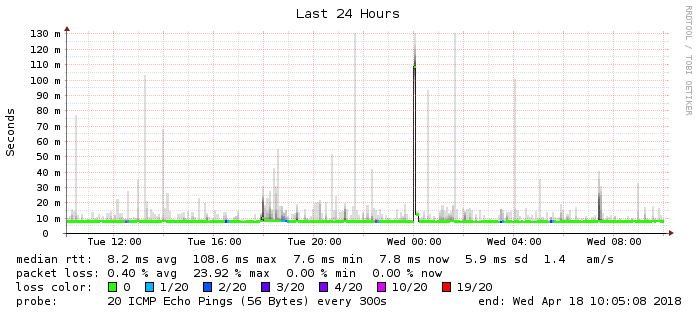 Last 24 Hours
RRDTOOL / TOBI OETIKER
Seconds
130 m
120 m
110 m
100 m
90 m
80 m
70 m
60 m
50 m
40 m
30 m
20 m
10 m
0
Tue 12:00 Tue 16:00 Tue 20:00 Wed 00:00 Wed 04:00 Wed 08:00
median rtt: 8.2 ms avg 108.6 ms max 7.6 ms min 7.8 ms now 5.9 ms sd 1.4 am/s
packet loss: 0.40 % avg 23.92 % max 0.00 % min 0.00 % now
loss color: 0 1/20 2/20 3/20 4/20 10/20 19/20
probe: 20 ICMP Echo Pings (56 Bytes) every 300s end: Wed Apr 18 10:05:08 2018